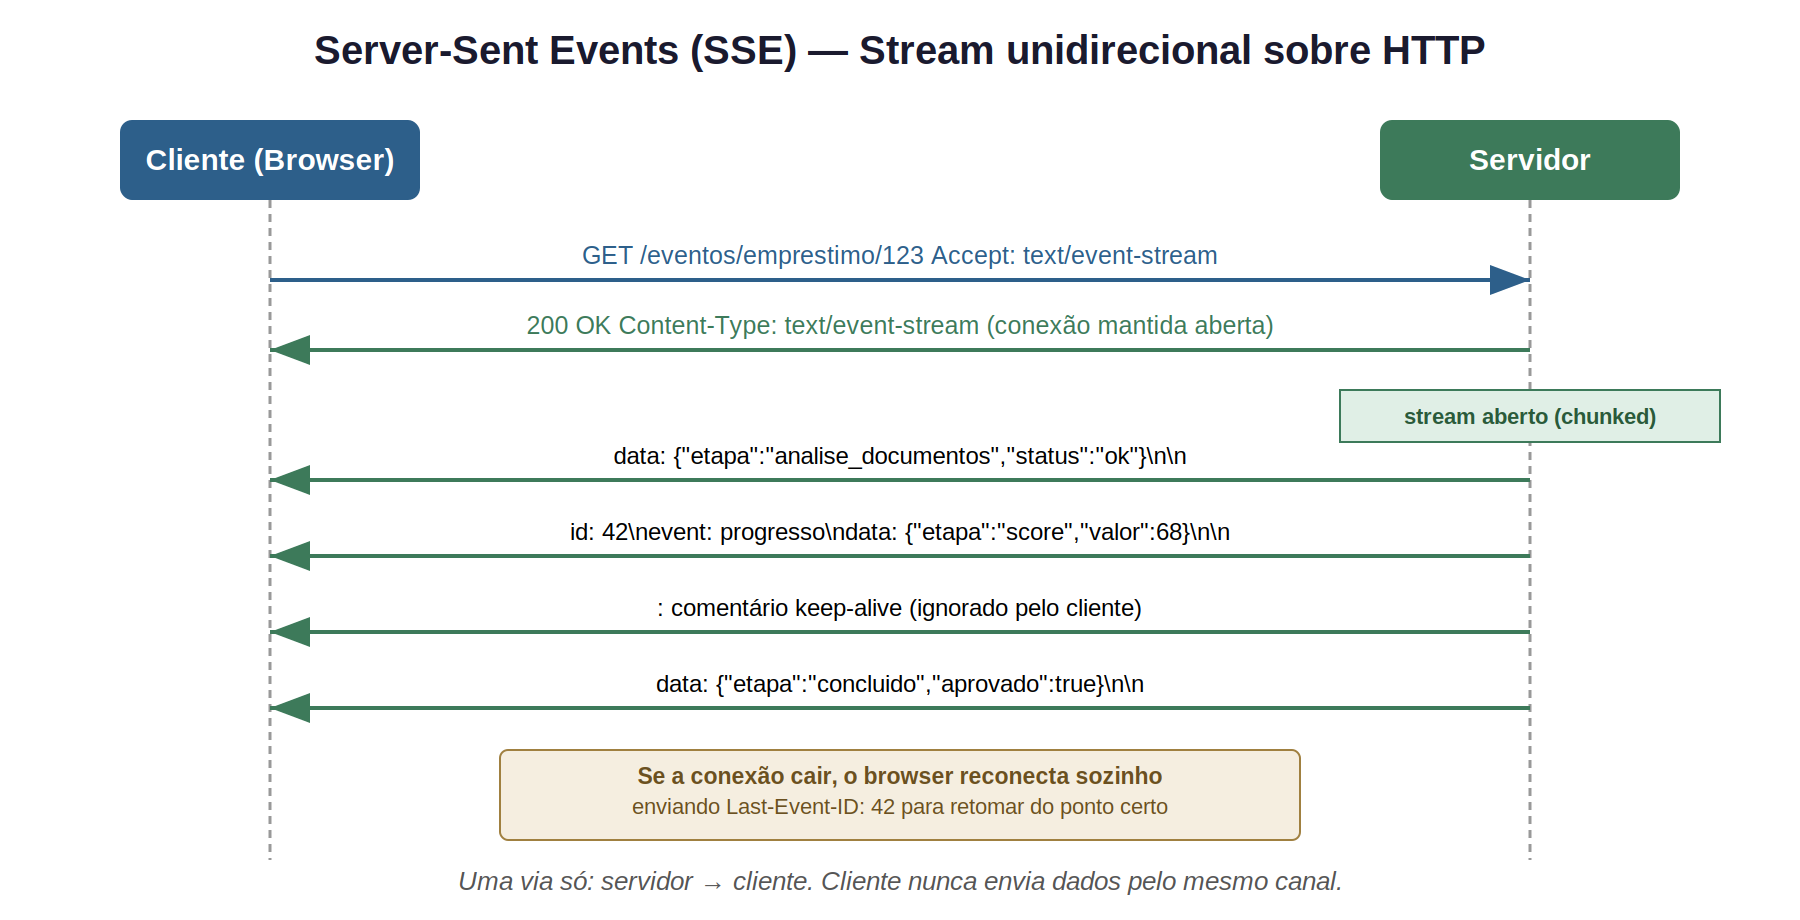 Server-Sent Events (SSE) — Stream unidirecional sobre HTTP
Cliente (Browser)
Servidor
GET /eventos/emprestimo/123 Accept: text/event-stream
200 OK Content-Type: text/event-stream (conexão mantida aberta)
stream aberto (chunked)
data: {"etapa":"analise_documentos","status":"ok"}\n\n
id: 42\nevent: progresso\ndata: {"etapa":"score","valor":68}\n\n
: comentário keep-alive (ignorado pelo cliente)
data: {"etapa":"concluido","aprovado":true}\n\n
Se a conexão cair, o browser reconecta sozinho
enviando Last-Event-ID: 42 para retomar do ponto certo
Uma via só: servidor → cliente. Cliente nunca envia dados pelo mesmo canal.